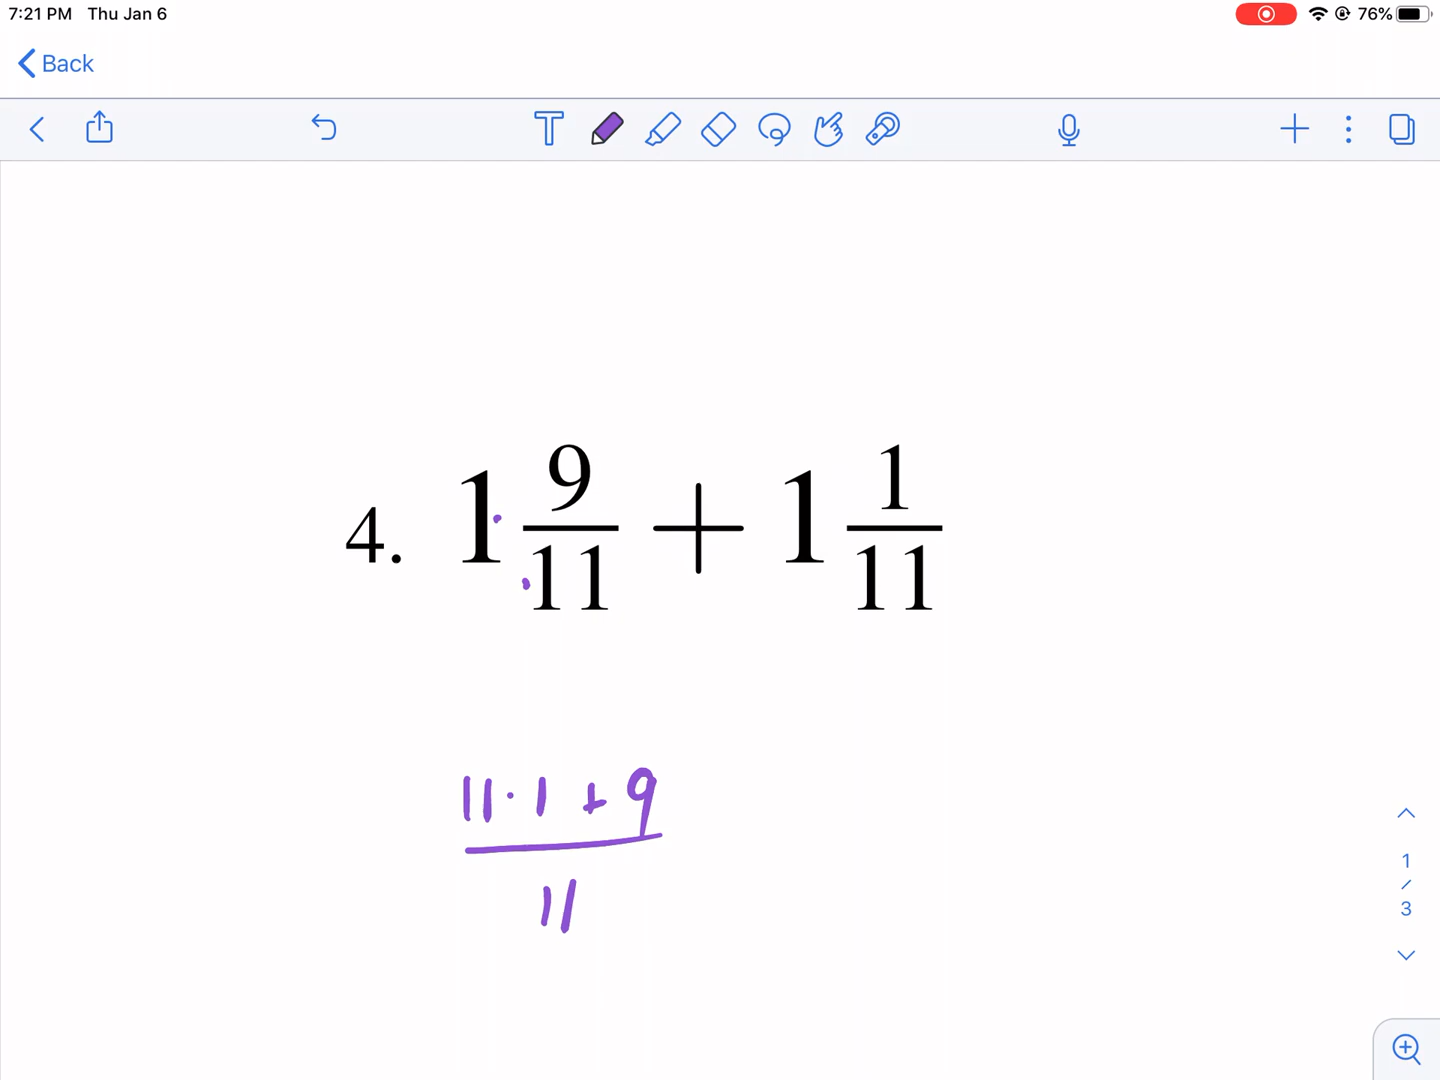 7:21 PM Thu Jan 6 76%
Back
T
4. 1 9/11 + 1 1/11
11·1 + 9
11
1
/
3